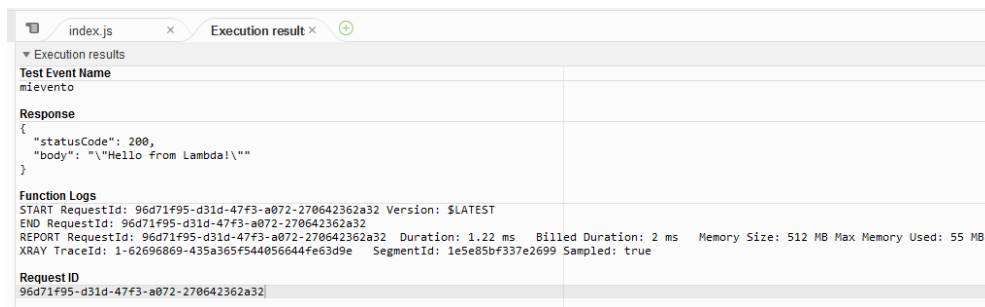 index.js × Execution result ×
▼ Execution results
Test Event Name
mievento
Response
{
  "statusCode": 200,
  "body": "\"Hello from Lambda!\""
}
Function Logs
START RequestId: 96d71f95-d31d-47f3-a072-270642362a32 Version: $LATEST
END RequestId: 96d71f95-d31d-47f3-a072-270642362a32
REPORT RequestId: 96d71f95-d31d-47f3-a072-270642362a32  Duration: 1.22 ms   Billed Duration: 2 ms   Memory Size: 512 MB Max Memory Used: 55 MB
XRAY TraceId: 1-62696869-435a365f544056644fe63d9e   SegmentId: 1e5e85bf337e2699 Sampled: true
Request ID
96d71f95-d31d-47f3-a072-270642362a32